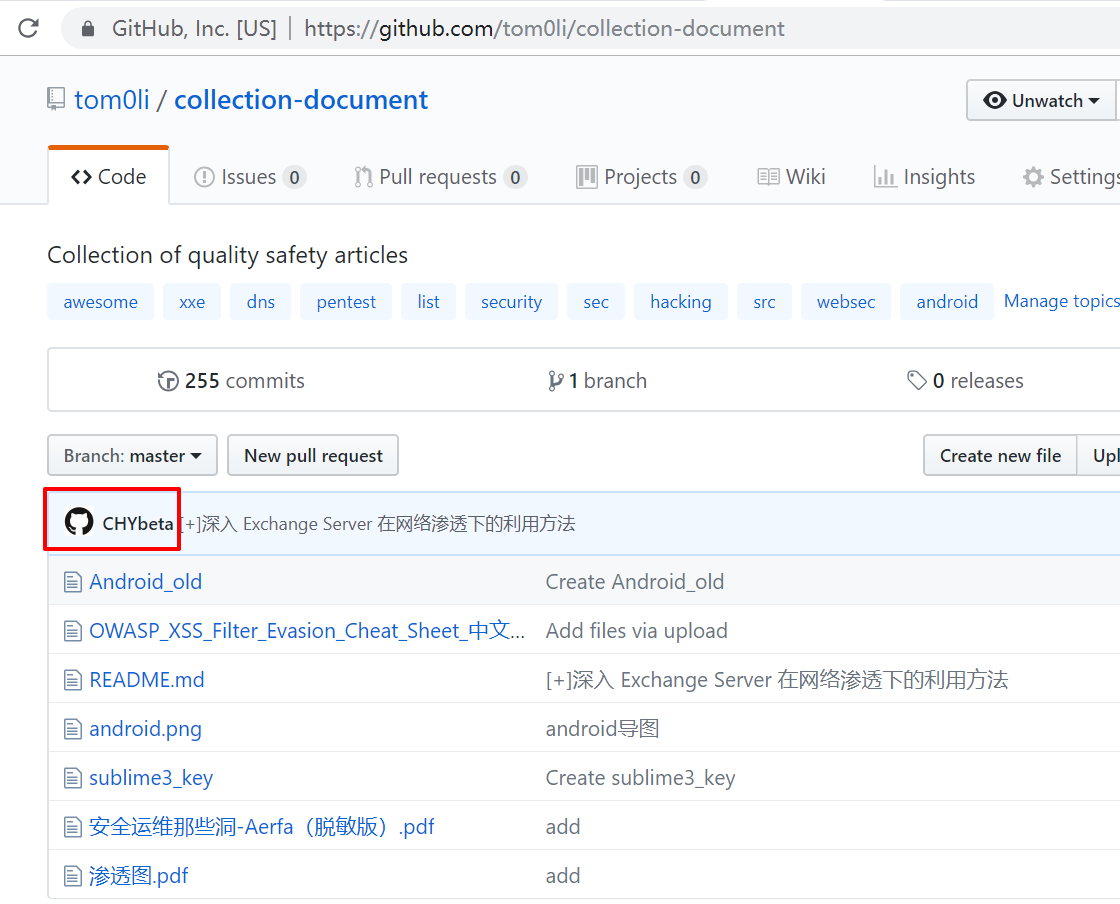 GitHub, Inc. [US] | https://github.com/tom0li/collection-document
tom0li / collection-document
Unwatch
Code Issues 0 Pull requests 0 Projects 0 Wiki Insights Settings
Collection of quality safety articles
awesome xxe dns pentest list security sec hacking src websec android Manage topics
255 commits 1 branch 0 releases
Branch: master New pull request Create new file Upl
CHYbeta [+]深入 Exchange Server 在网络渗透下的利用方法
Android_old Create Android_old
OWASP_XSS_Filter_Evasion_Cheat_Sheet_中文... Add files via upload
README.md [+]深入 Exchange Server 在网络渗透下的利用方法
android.png android导图
sublime3_key Create sublime3_key
安全运维那些洞-Aerfa（脱敏版）.pdf add
渗透图.pdf add